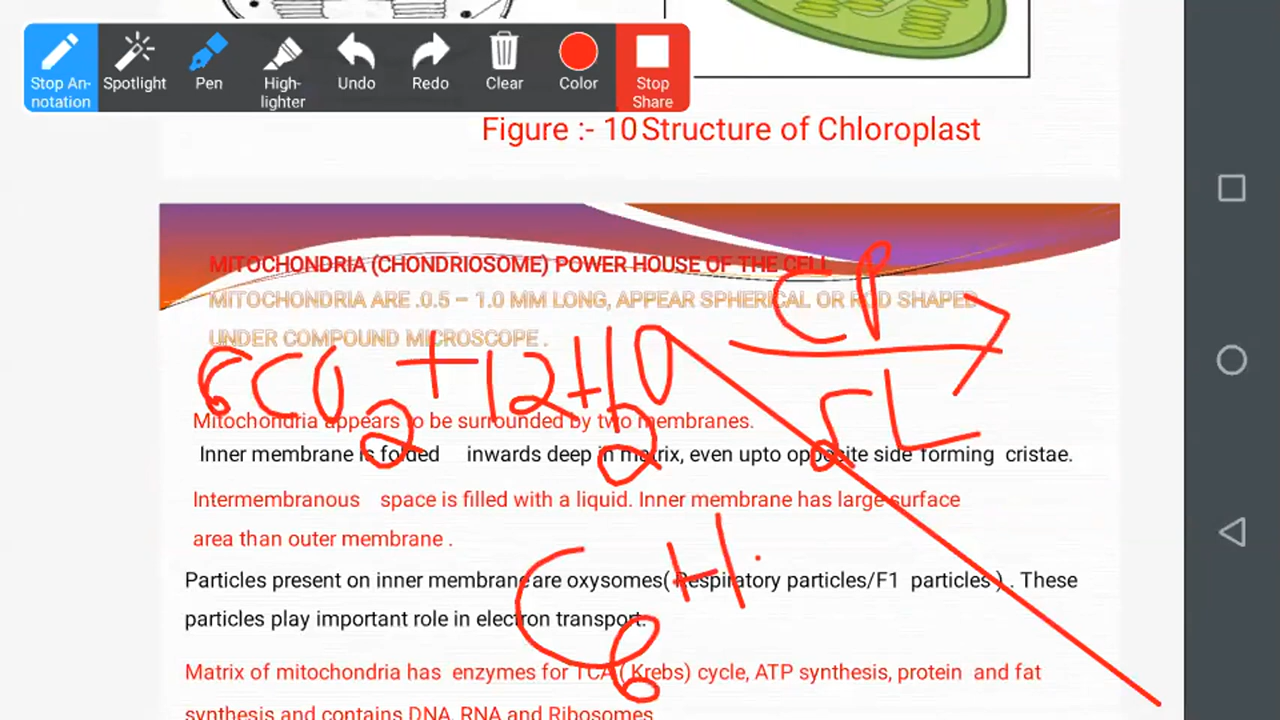 Stop An-
notation
Spotlight
Pen
High-
lighter
Undo
Redo
Clear
Color
Stop
Share
Figure :- 10 Structure of Chloroplast
MITOCHONDRIA (CHONDRIOSOME) POWER HOUSE OF THE CELL
MITOCHONDRIA ARE .0.5 – 1.0 MM LONG, APPEAR SPHERICAL OR ROD SHAPED
UNDER COMPOUND MICROSCOPE .
6CO2 + 12H2O
CP
SL
Mitochondria appears to be surrounded by two membranes.
Inner membrane is folded inwards deep in matrix, even upto opposite side forming cristae.
Intermembranous space is filled with a liquid. Inner membrane has large surface
area than outer membrane .
C6H
Particles present on inner membrane are oxysomes( Respiratory particles/F1 particles ) . These
particles play important role in electron transport.
Matrix of mitochondria has enzymes for TCA ( Krebs) cycle, ATP synthesis, protein and fat
synthesis and contains DNA, RNA and Ribosomes